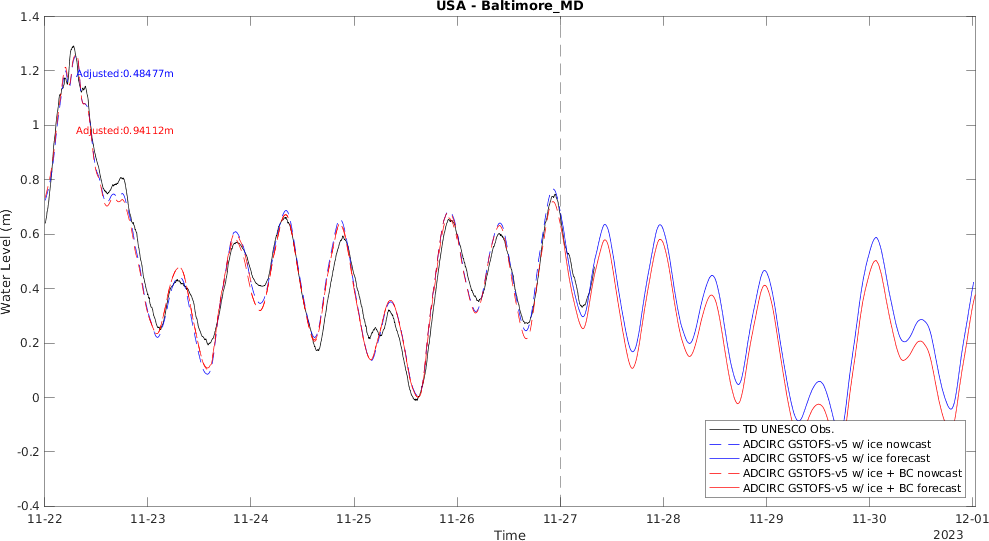 USA - Baltimore_MD
1.4
1.2
1
0.8
0.6
0.4
0.2
0
-0.2
-0.4
Water Level (m)
Adjusted:0.48477m
Adjusted:0.94112m
TD UNESCO Obs.
ADCIRC GSTOFS-v5 w/ ice nowcast
ADCIRC GSTOFS-v5 w/ ice forecast
ADCIRC GSTOFS-v5 w/ ice + BC nowcast
ADCIRC GSTOFS-v5 w/ ice + BC forecast
11-22 11-23 11-24 11-25 11-26 11-27 11-28 11-29 11-30 12-01
Time
2023